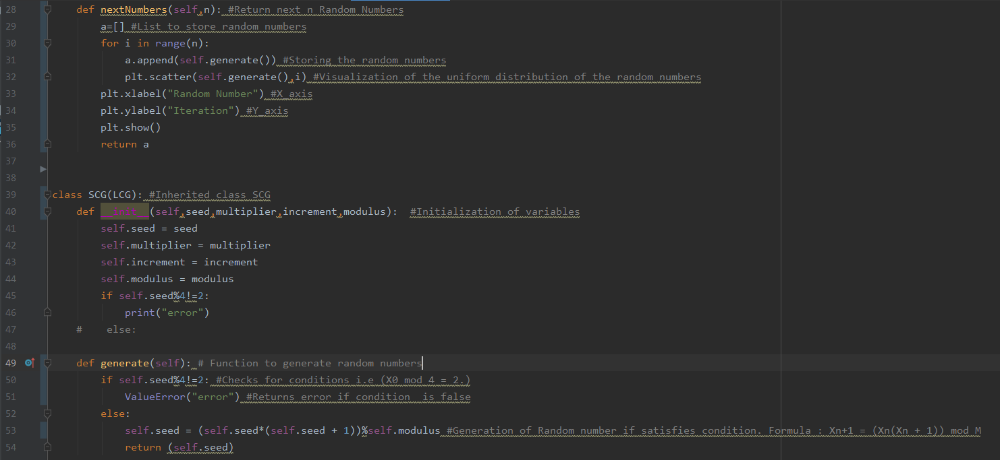 28 def nextNumbers(self,n): #Return next n Random Numbers
29 a=[] #List to store random numbers
30 for i in range(n):
31 a.append(self.generate()) #Storing the random numbers
32 plt.scatter(self.generate(),i) #Visualization of the uniform distribution of the random numbers
33 plt.xlabel("Random Number") #X_axis
34 plt.ylabel("Iteration") #Y_axis
35 plt.show()
36 return a
37
38
39 class SCG(LCG): #Inherited class SCG
40 def __init__(self,seed,multiplier,increment,modulus): #Initialization of variables
41 self.seed = seed
42 self.multiplier = multiplier
43 self.increment = increment
44 self.modulus = modulus
45 if self.seed%4!=2:
46 print("error")
47 # else:
48
49 def generate(self): # Function to generate random numbers
50 if self.seed%4!=2: #Checks for conditions i.e (X0 mod 4 = 2.)
51 ValueError("error") #Returns error if condition  is false
52 else:
53 self.seed = (self.seed*(self.seed + 1))%self.modulus #Generation of Random number if satisfies condition. Formula : Xn+1 = (Xn(Xn + 1)) mod M
54 return (self.seed)